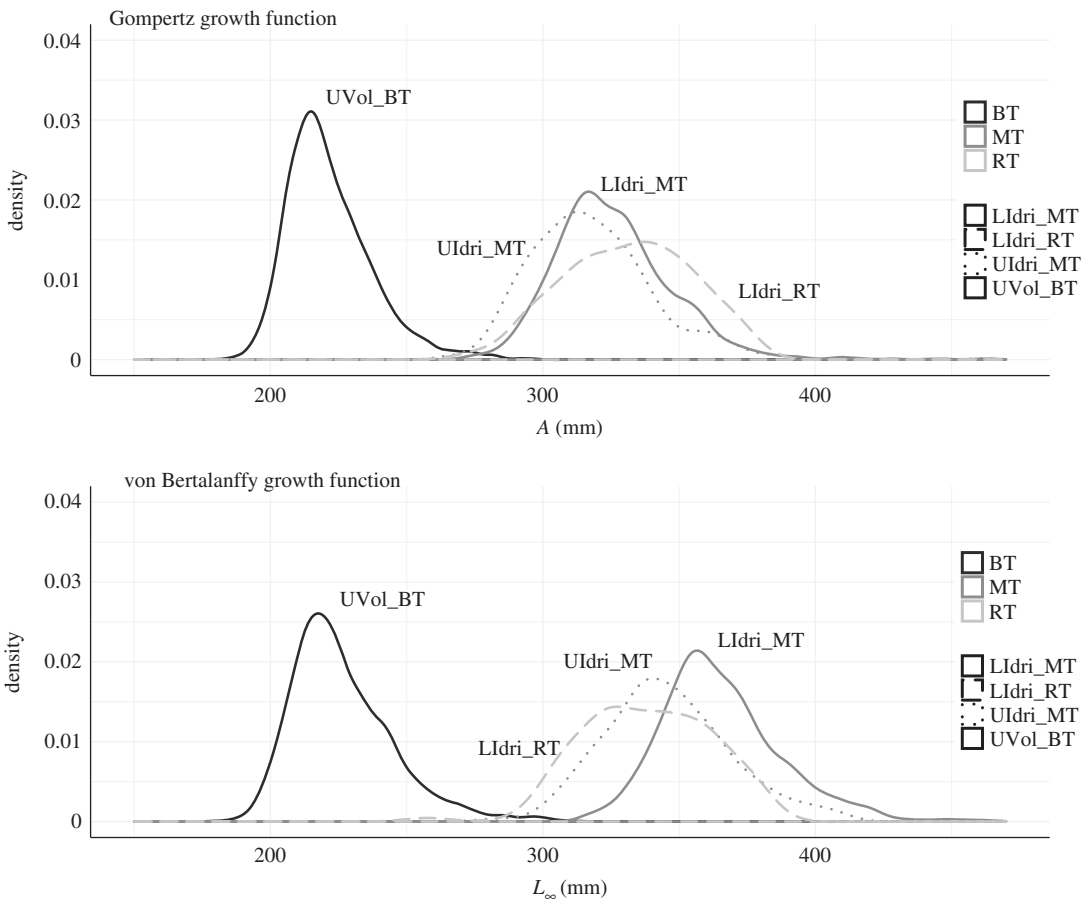 Gompertz growth function
0.04
0.03
0.02
0.01
0
density
UVol_BT
LIdri_MT
UIdri_MT
LIdri_RT
BT
MT
RT
LIdri_MT
LIdri_RT
UIdri_MT
UVol_BT
200
300
400
A (mm)
von Bertalanffy growth function
0.04
0.03
0.02
0.01
0
density
UVol_BT
LIdri_MT
UIdri_MT
LIdri_RT
BT
MT
RT
LIdri_MT
LIdri_RT
UIdri_MT
UVol_BT
200
300
400
L∞ (mm)